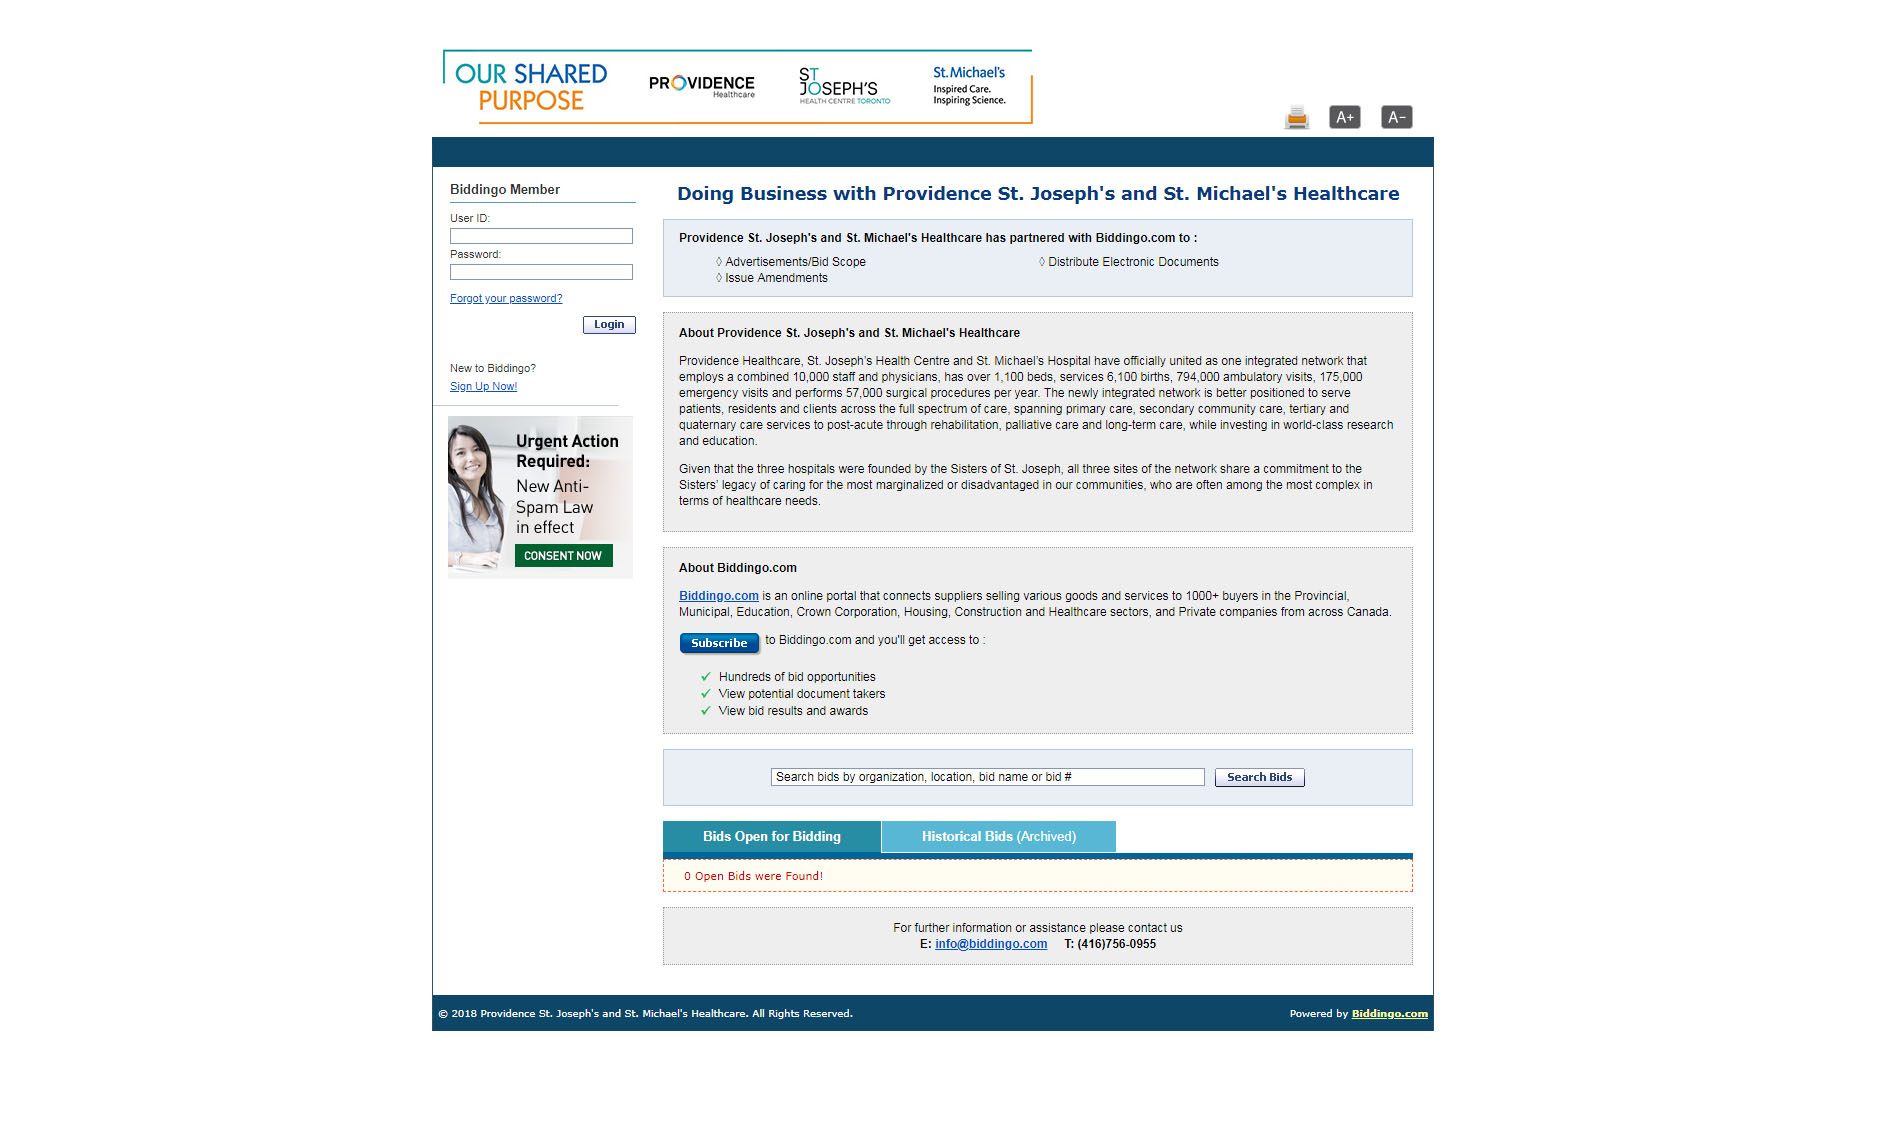 OUR SHARED
PURPOSE
PROVIDENCE
Healthcare
ST
JOSEPH'S
HEALTH CENTRE TORONTO
St. Michael's
Inspired Care.
Inspiring Science.
A+
A-
Biddingo Member
User ID:
Password:
Forgot your password?
Login
New to Biddingo?
Sign Up Now!
Urgent Action
Required:
New Anti-
Spam Law
in effect
CONSENT NOW
Doing Business with Providence St. Joseph's and St. Michael's Healthcare
Providence St. Joseph's and St. Michael's Healthcare has partnered with Biddingo.com to :
◊ Advertisements/Bid Scope
◊ Distribute Electronic Documents
◊ Issue Amendments
About Providence St. Joseph's and St. Michael's Healthcare
Providence Healthcare, St. Joseph's Health Centre and St. Michael's Hospital have officially united as one integrated network that
employs a combined 10,000 staff and physicians, has over 1,100 beds, services 6,100 births, 794,000 ambulatory visits, 175,000
emergency visits and performs 57,000 surgical procedures per year. The newly integrated network is better positioned to serve
patients, residents and clients across the full spectrum of care, spanning primary care, secondary community care, tertiary and
quaternary care services to post-acute through rehabilitation, palliative care and long-term care, while investing in world-class research
and education.
Given that the three hospitals were founded by the Sisters of St. Joseph, all three sites of the network share a commitment to the
Sisters' legacy of caring for the most marginalized or disadvantaged in our communities, who are often among the most complex in
terms of healthcare needs.
About Biddingo.com
Biddingo.com is an online portal that connects suppliers selling various goods and services to 1000+ buyers in the Provincial,
Municipal, Education, Crown Corporation, Housing, Construction and Healthcare sectors, and Private companies from across Canada.
Subscribe to Biddingo.com and you'll get access to :
✓ Hundreds of bid opportunities
✓ View potential document takers
✓ View bid results and awards
Search bids by organization, location, bid name or bid #
Search Bids
Bids Open for Bidding
Historical Bids (Archived)
0 Open Bids were Found!
For further information or assistance please contact us
E: info@biddingo.com T: (416)756-0955
© 2018 Providence St. Joseph's and St. Michael's Healthcare. All Rights Reserved.
Powered by Biddingo.com